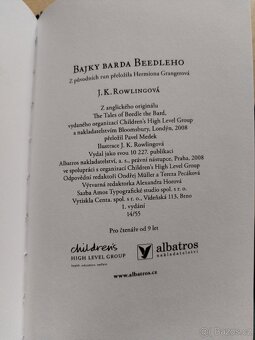 Bajky barda Beedleho
Z původních run přeložila Hermiona Grangerová
J. K. Rowlingová
Z anglického originálu
The Tales of Beedle the Bard,
vydaného organizací Children's High Level Group
a nakladatelstvím Bloomsbury, Londýn, 2008
přeložil Pavel Medek
Ilustrace J. K. Rowlingová
Vydal jako svou 10 227. publikaci
Albatros nakladatelství, a. s., právní nástupce, Praha, 2008
ve spolupráci s organizací Children's High Level Group
Odpovědní redaktoři Ondřej Müller a Tereza Pecáková
Výtvarná redaktorka Alexandra Horová
Sazba Amos Typografické studio spol. s r. o.
Vytiskla Centa, spol. s r. o., Vídeňská 113, Brno
1. vydání
14/55
children's
HIGH LEVEL GROUP
health. education. welfare
albatros
nakladatelství
www.albatros.cz
Pro čtenáře od 9 let